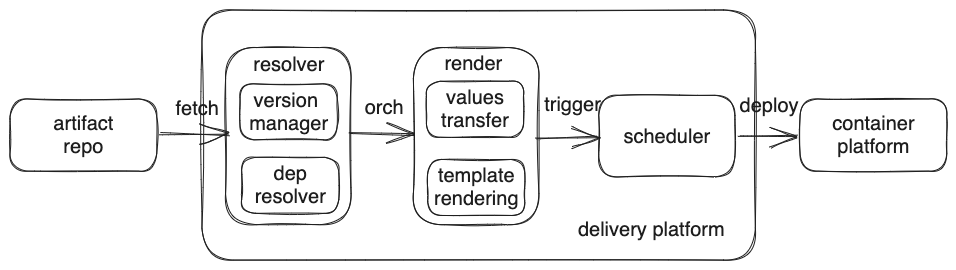 artifact
repo
fetch
resolver
version
manager
dep
resolver
orch
render
values
transfer
template
rendering
trigger
scheduler
delivery platform
deploy
container
platform